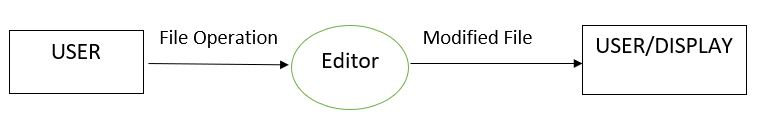 USER
File Operation
Editor
Modified File
USER/DISPLAY